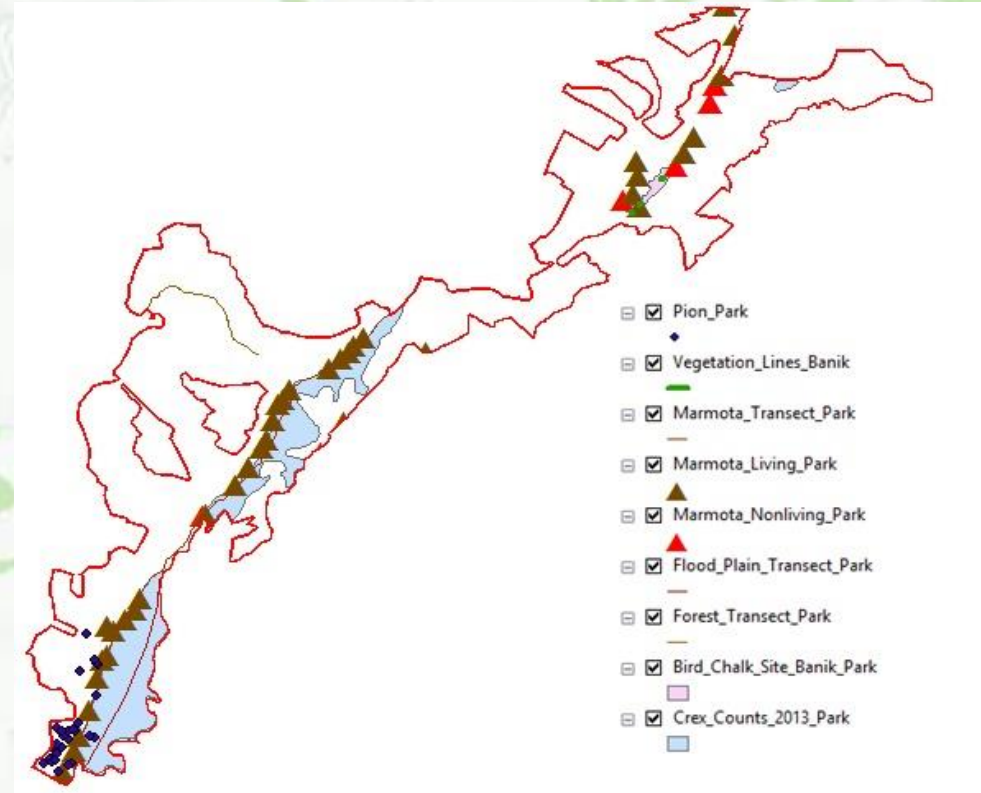 Pion_Park
Vegetation_Lines_Banik
Marmota_Transect_Park
Marmota_Living_Park
Marmota_Nonliving_Park
Flood_Plain_Transect_Park
Forest_Transect_Park
Bird_Chalk_Site_Banik_Park
Crex_Counts_2013_Park